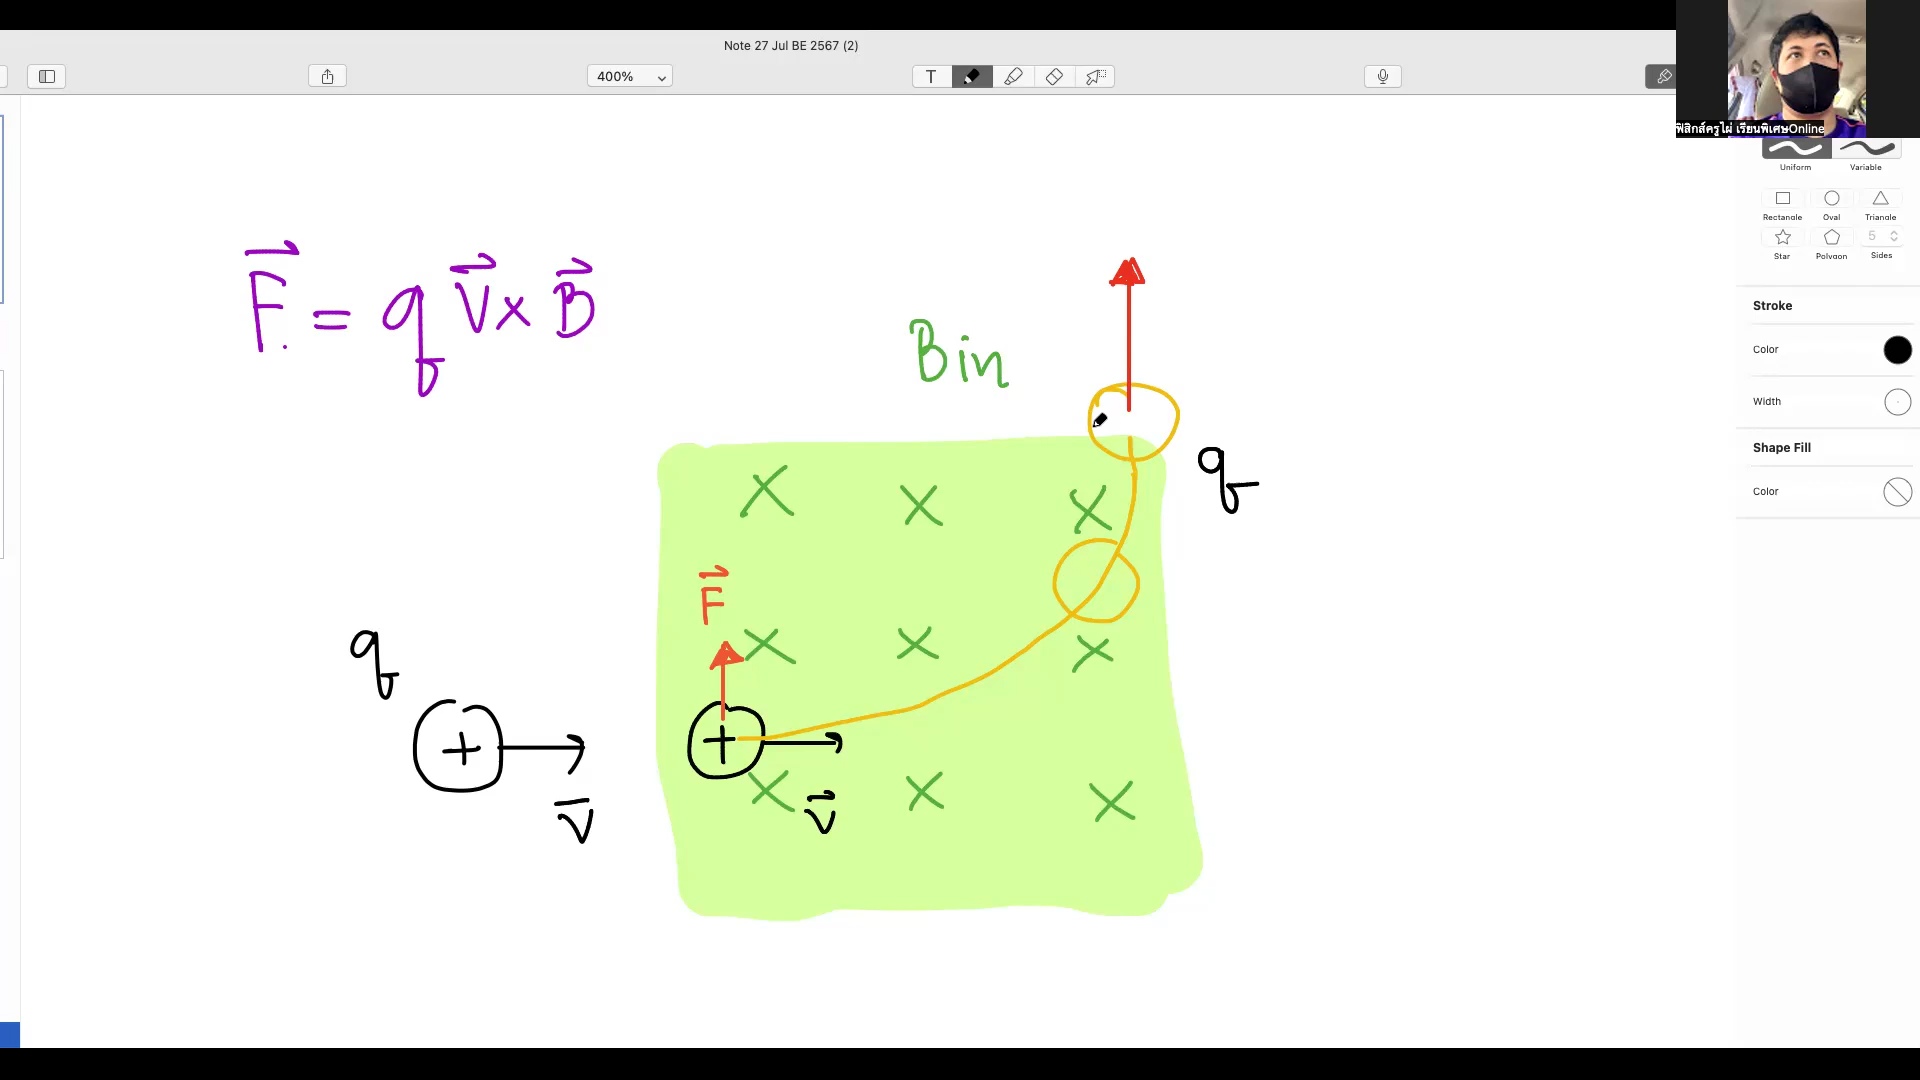 Note 27 Jul BE 2567 (2)
400%
T
ฟิสิกส์ครูไผ่ เรียนพิเศษOnline
Uniform
Variable
Rectangle
Oval
Triangle
5
Star
Polygon
Sides
Stroke
Color
Width
Shape Fill
Color
F = q V × B
B in
q
F
q
+
+
V
V